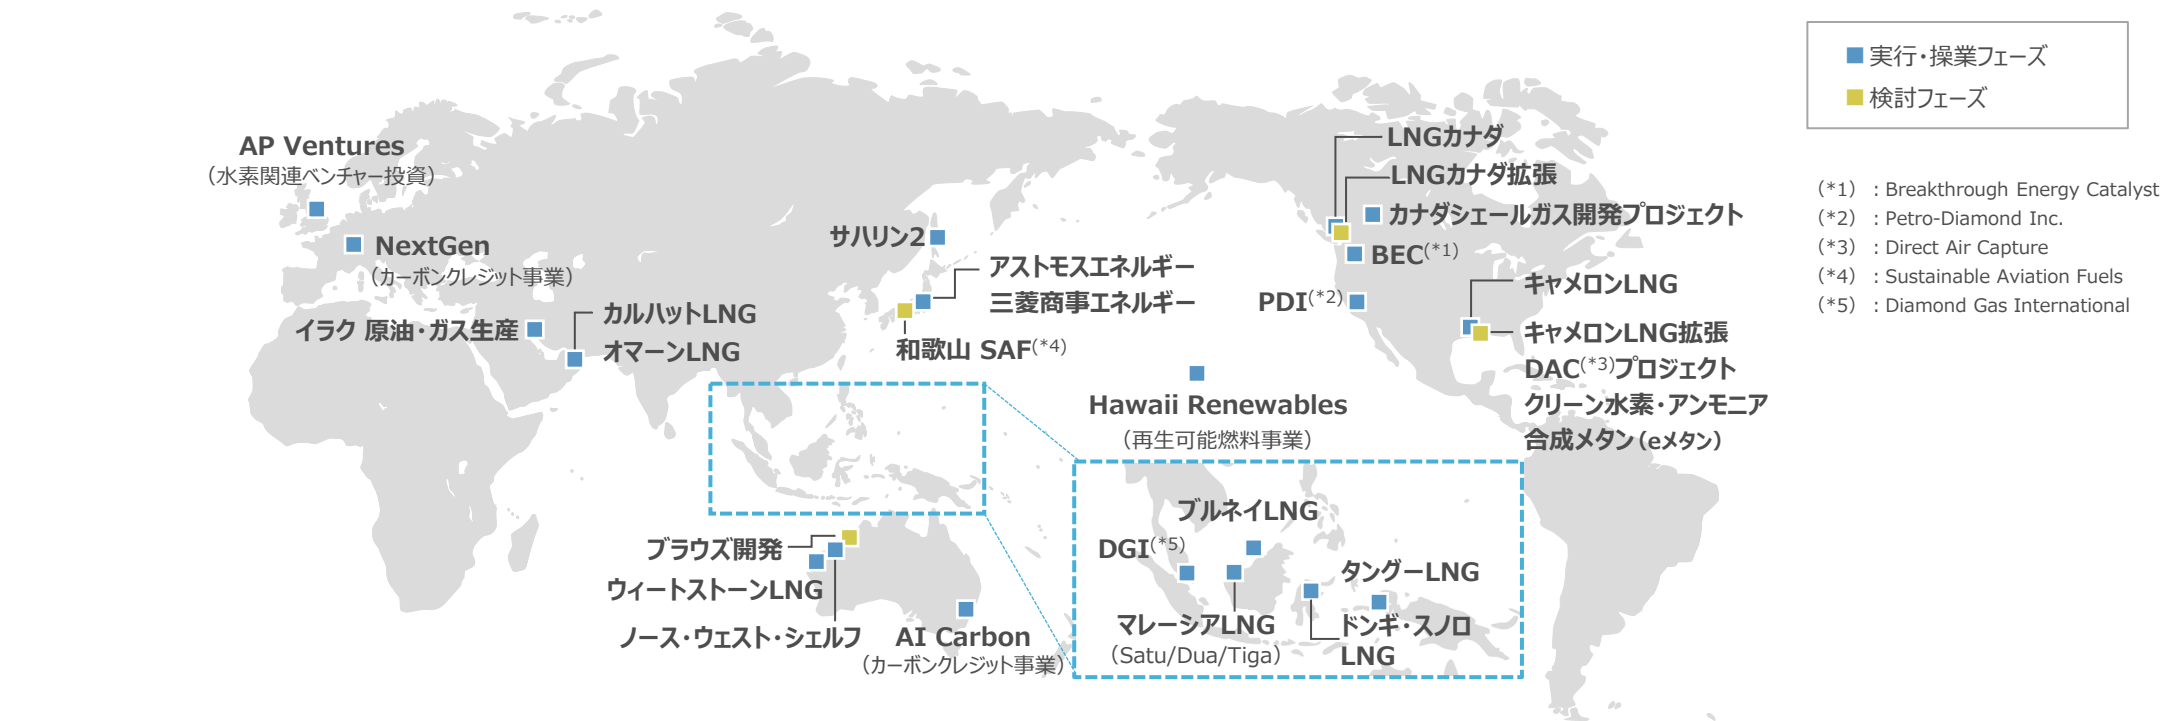 実行・操業フェーズ
検討フェーズ
(*1) : Breakthrough Energy Catalyst
(*2) : Petro-Diamond Inc.
(*3) : Direct Air Capture
(*4) : Sustainable Aviation Fuels
(*5) : Diamond Gas International
AP Ventures
（水素関連ベンチャー投資）
NextGen
（カーボンクレジット事業）
イラク 原油・ガス生産
カルハットLNG
オマーンLNG
サハリン2
アストモスエネルギー
三菱商事エネルギー
和歌山 SAF(*4)
LNGカナダ
LNGカナダ拡張
カナダシェールガス開発プロジェクト
BEC(*1)
PDI(*2)
キャメロンLNG
キャメロンLNG拡張
DAC(*3)プロジェクト
クリーン水素・アンモニア
合成メタン（eメタン）
Hawaii Renewables
（再生可能燃料事業）
ブルネイLNG
DGI(*5)
タングーLNG
マレーシアLNG
（Satu/Dua/Tiga）
ドンギ・スノロ
LNG
ブラウズ開発
ウィートストーンLNG
ノース・ウェスト・シェルフ
AI Carbon
（カーボンクレジット事業）